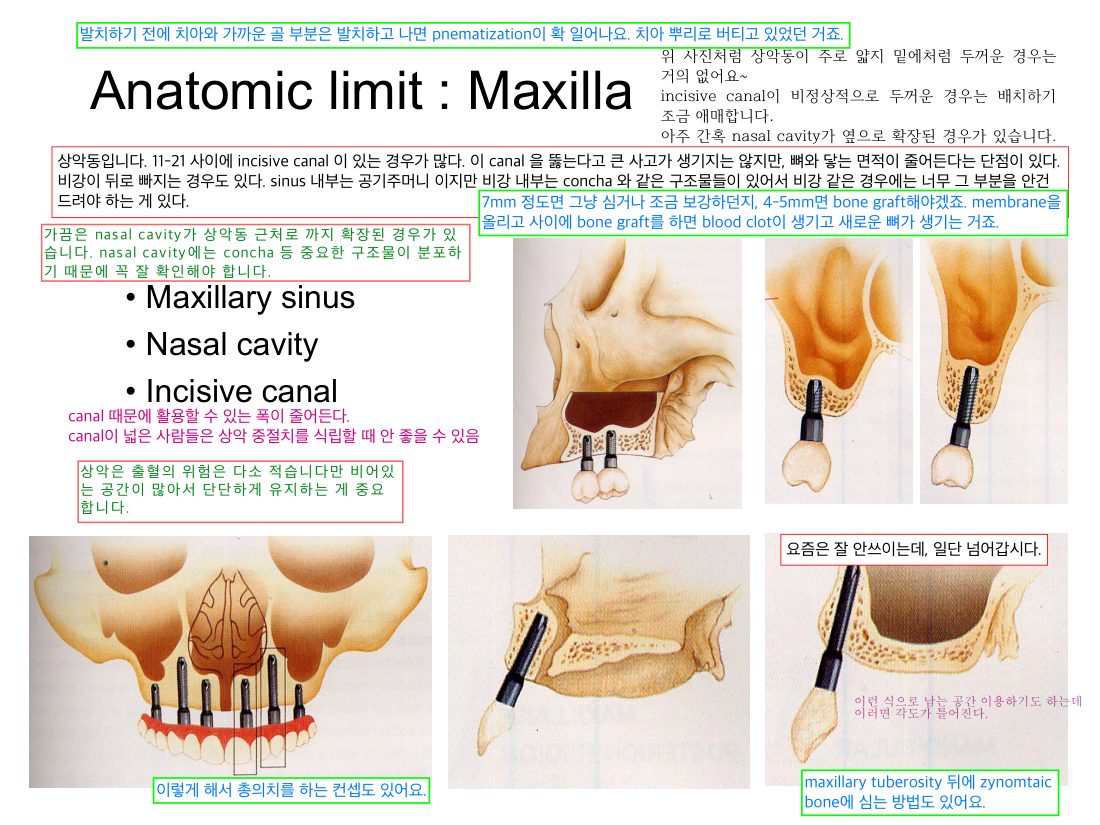 발치하기 전에 치아와 가까운 골 부분은 발치하고 나면 pnematization이 확 일어나요. 치아 뿌리로 버티고 있었던 거죠.
Anatomic limit : Maxilla
위 사진처럼 상악동이 주로 얇지 밑에처럼 두꺼운 경우는
거의 없어요~
incisive canal이 비정상적으로 두꺼운 경우는 배치하기
조금 애매합니다.
아주 간혹 nasal cavity가 옆으로 확장된 경우가 있습니다.
상악동입니다. 11-21 사이에 incisive canal 이 있는 경우가 많다. 이 canal 을 뚫는다고 큰 사고가 생기지는 않지만, 뼈와 닿는 면적이 줄어든다는 단점이 있다.
비강이 뒤로 빠지는 경우도 있다. sinus 내부는 공기주머니 이지만 비강 내부는 concha 와 같은 구조물들이 있어서 비강 같은 경우에는 너무 그 부분을 안건
드려야 하는 게 있다.
7mm 정도면 그냥 심거나 조금 보강하던지, 4-5mm면 bone graft해야겠죠. membrane을
올리고 사이에 bone graft를 하면 blood clot이 생기고 새로운 뼈가 생기는 거죠.
가끔은 nasal cavity가 상악동 근처로 까지 확장된 경우가 있
습니다. nasal cavity에는 concha 등 중요한 구조물이 분포하
기 때문에 꼭 잘 확인해야 합니다.
• Maxillary sinus
• Nasal cavity
• Incisive canal
canal 때문에 활용할 수 있는 폭이 줄어든다.
canal이 넓은 사람들은 상악 중절치를 식립할 때 안 좋을 수 있음
상악은 출혈의 위험은 다소 적습니다만 비어있
는 공간이 많아서 단단하게 유지하는 게 중요
합니다.
요즘은 잘 안쓰이는데, 일단 넘어갑시다.
이런 식으로 남는 공간 이용하기도 하는데
이러면 각도가 틀어진다.
이렇게 해서 총의치를 하는 컨셉도 있어요.
maxillary tuberosity 뒤에 zynomtaic
bone에 심는 방법도 있어요.